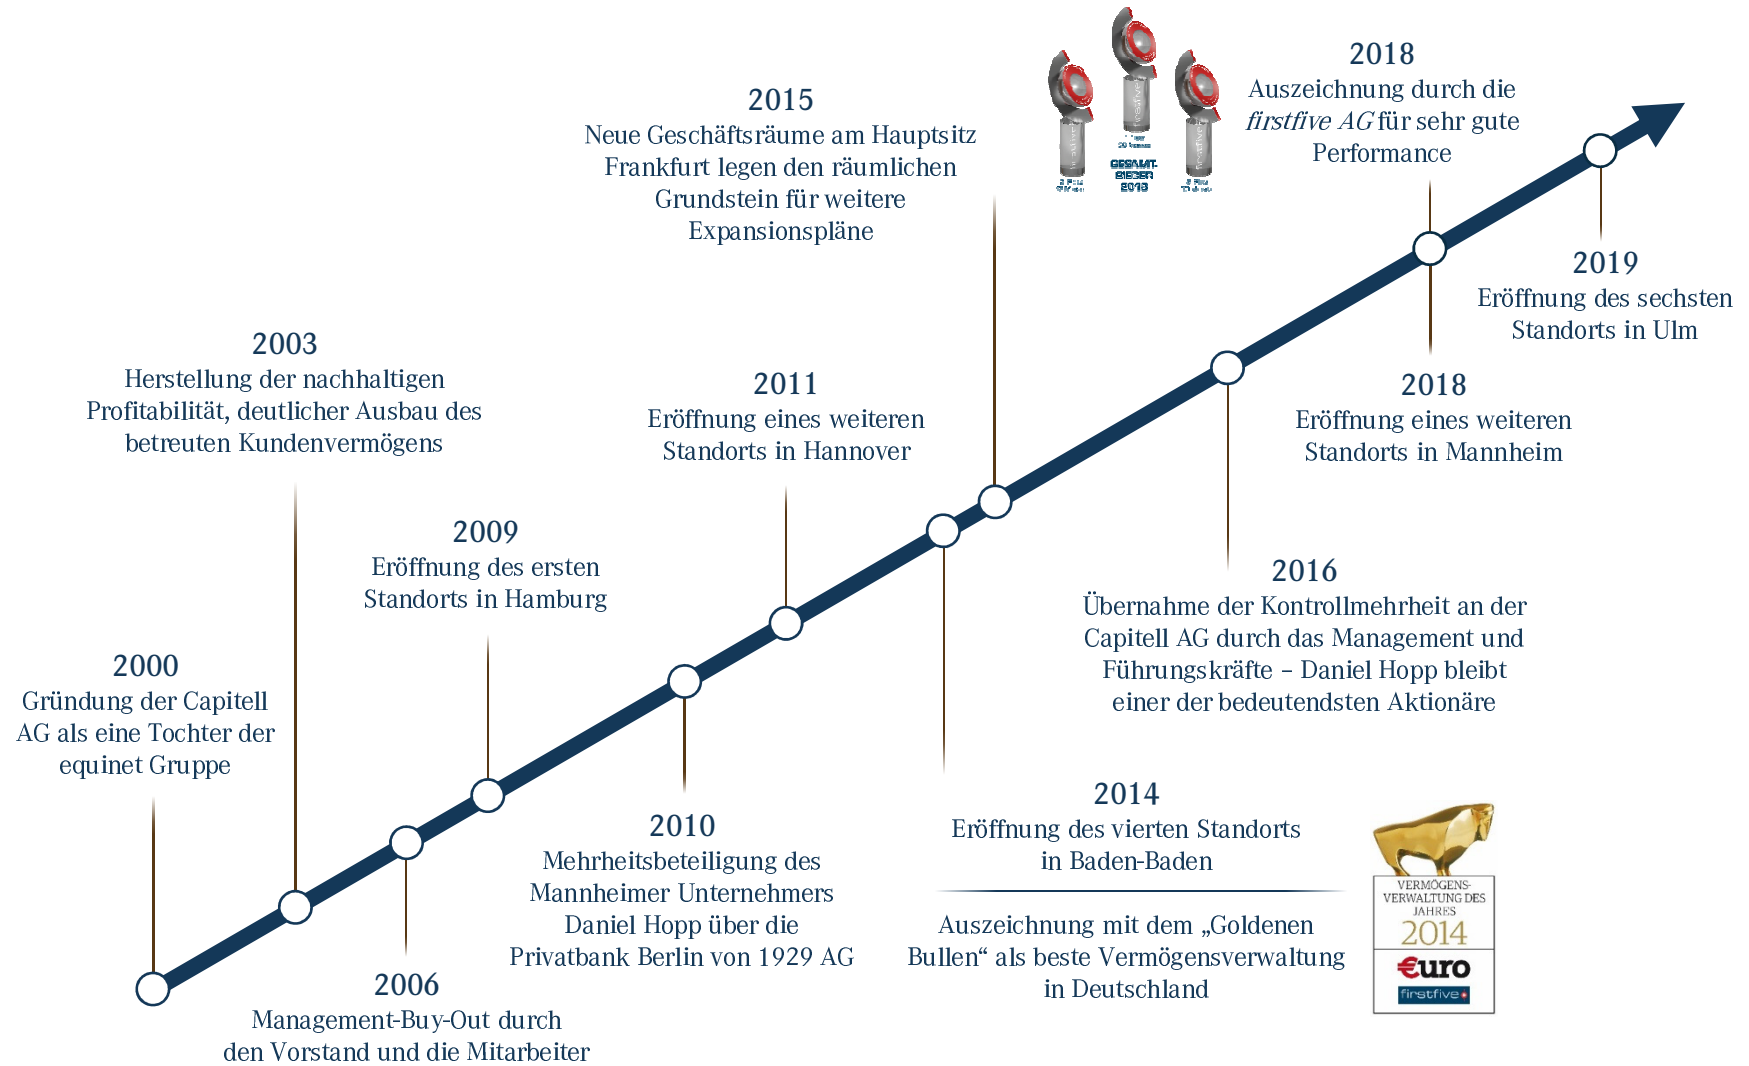 2000
Gründung der Capitell
AG als eine Tochter der
equinet Gruppe
2003
Herstellung der nachhaltigen
Profitabilität, deutlicher Ausbau des
betreuten Kundenvermögens
2006
Management-Buy-Out durch
den Vorstand und die Mitarbeiter
2009
Eröffnung des ersten
Standorts in Hamburg
2010
Mehrheitsbeteiligung des
Mannheimer Unternehmers
Daniel Hopp über die
Privatbank Berlin von 1929 AG
2011
Eröffnung eines weiteren
Standorts in Hannover
2014
Eröffnung des vierten Standorts
in Baden-Baden
Auszeichnung mit dem „Goldenen
Bullen“ als beste Vermögensverwaltung
in Deutschland
VERMÖGENS-
VERWALTUNG DES
JAHRES
2014
€uro
firstfive
2015
Neue Geschäftsräume am Hauptsitz
Frankfurt legen den räumlichen
Grundstein für weitere
Expansionspläne
2016
Übernahme der Kontrollmehrheit an der
Capitell AG durch das Management und
Führungskräfte – Daniel Hopp bleibt
einer der bedeutendsten Aktionäre
firstfive
firstfive
firstfive
GESAMT-
SIEGER
2018
Auszeichnung durch die
firstfive AG für sehr gute
Performance
2018
Eröffnung eines weiteren
Standorts in Mannheim
2019
Eröffnung des sechsten
Standorts in Ulm